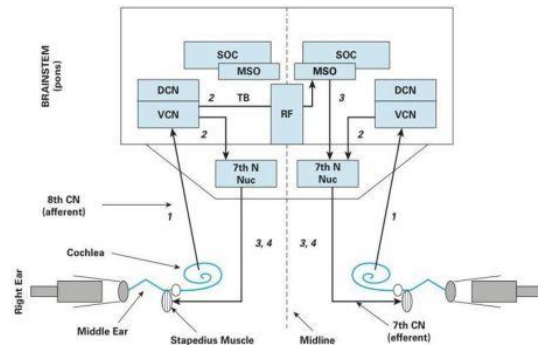 BRAINSTEM
(pons)
SOC
MSO
SOC
MSO
DCN
VCN
2
TB
RF
3
DCN
VCN
2
2
7th N
Nuc
7th N
Nuc
8th CN
(afferent)
1
1
Cochlea
3, 4
3, 4
Right Ear
Middle Ear
Stapedius Muscle
Midline
7th CN
(efferent)